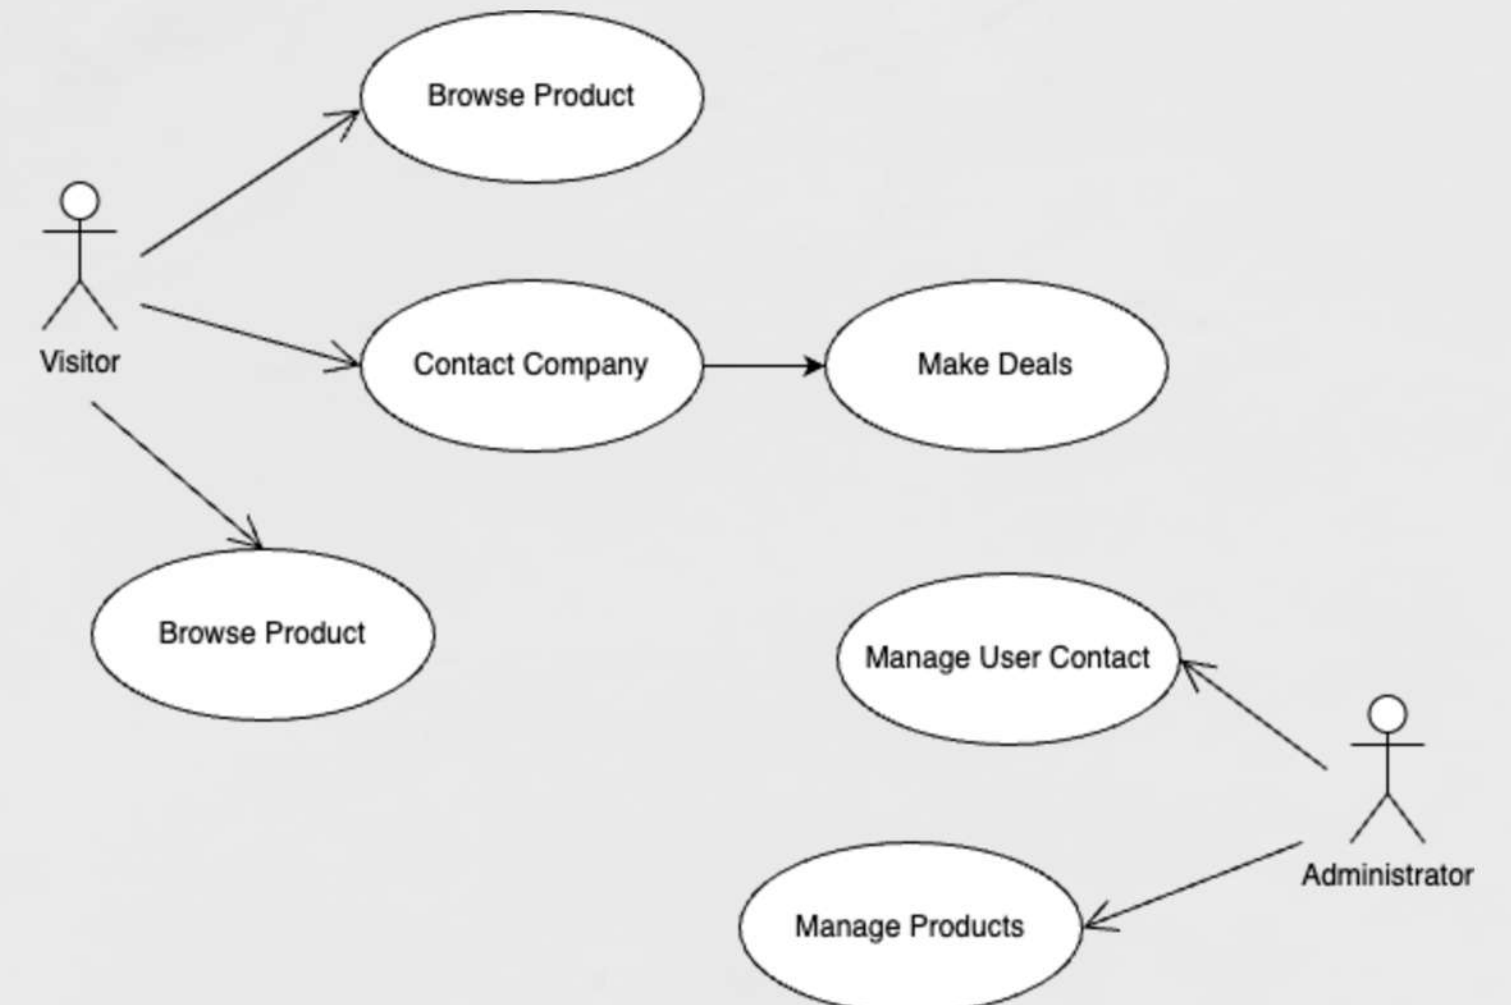 Browse Product
Visitor
Contact Company
Make Deals
Browse Product
Manage User Contact
Administrator
Manage Products